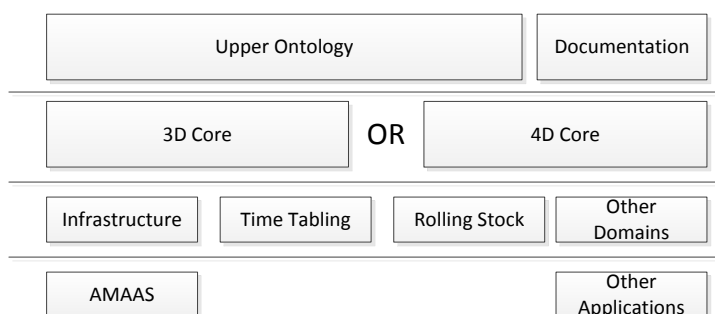 Upper Ontology Documentation
3D Core OR 4D Core
Infrastructure Time Tabling Rolling Stock Other
Domains
AMAAS Other
Applications